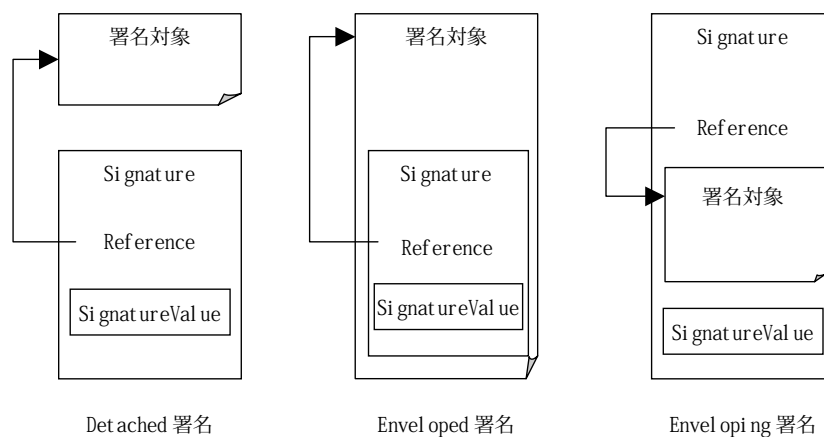 署名対象
Signature
Reference
SignatureValue
Detached 署名
署名対象
Signature
Reference
SignatureValue
Enveloped 署名
Signature
Reference
署名対象
SignatureValue
Enveloping 署名